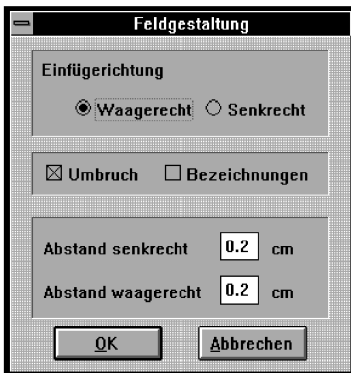 Feldgestaltung
Einfügerichtung
Waagerecht Senkrecht
Umbruch Bezeichnungen
Abstand senkrecht 0.2 cm
Abstand waagerecht 0.2 cm
OK Abbrechen